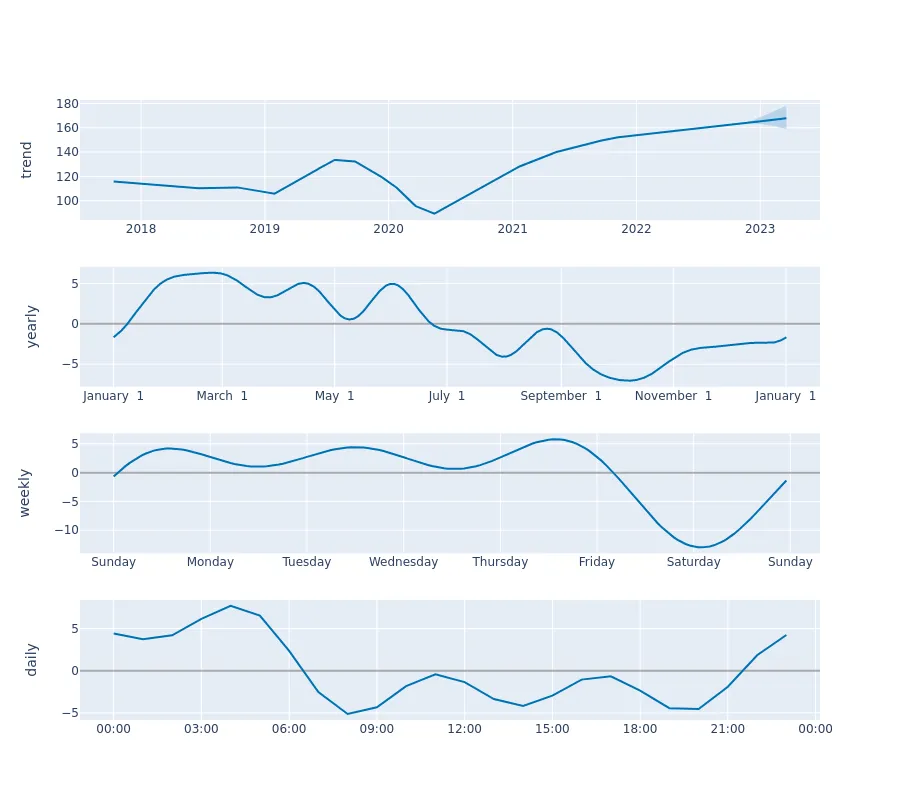 trend
180
160
140
120
100
2018 2019 2020 2021 2022 2023
yearly
5
0
−5
January 1 March 1 May 1 July 1 September 1 November 1 January 1
weekly
5
0
−5
−10
Sunday Monday Tuesday Wednesday Thursday Friday Saturday Sunday
daily
5
0
−5
00:00 03:00 06:00 09:00 12:00 15:00 18:00 21:00 00:00